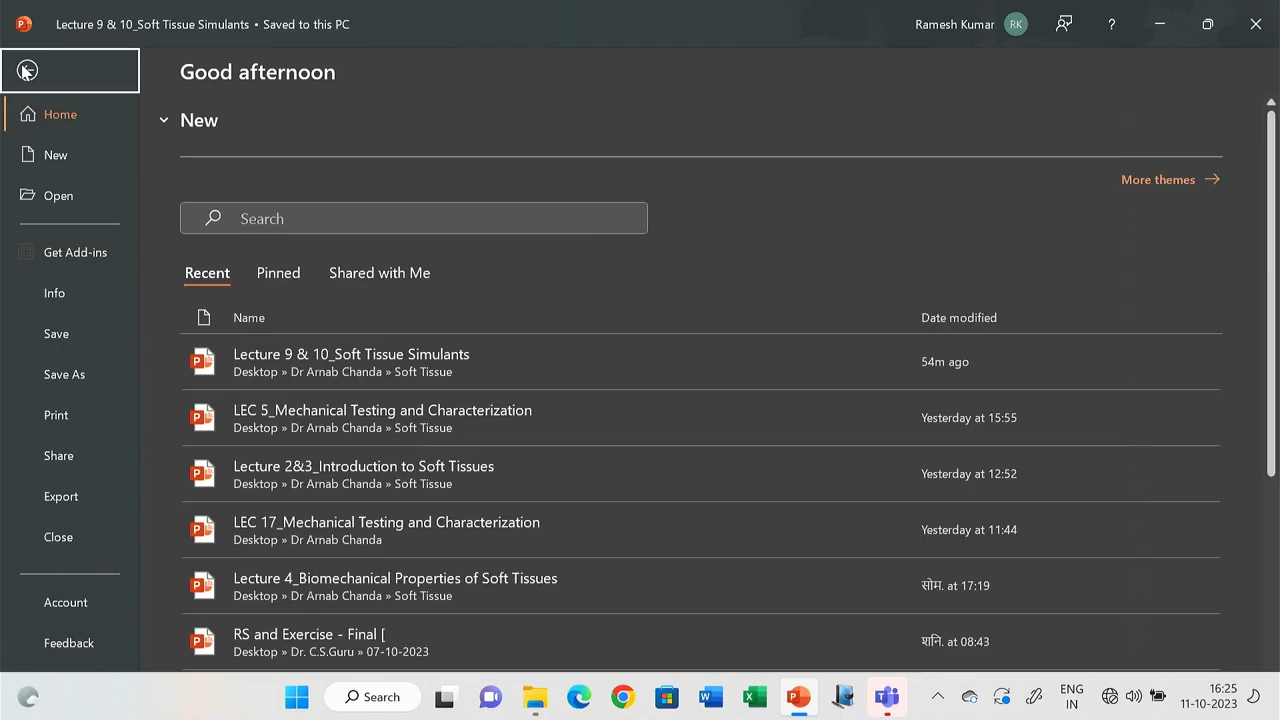 Lecture 9 & 10_Soft Tissue Simulants • Saved to this PC
Ramesh Kumar RK ?
Good afternoon
Home
New
Open
Get Add-ins
Info
Save
Save As
Print
Share
Export
Close
Account
Feedback
New
More themes
Search
Recent Pinned Shared with Me
Name Date modified
Lecture 9 & 10_Soft Tissue Simulants
Desktop » Dr Arnab Chanda » Soft Tissue
54m ago
LEC 5_Mechanical Testing and Characterization
Desktop » Dr Arnab Chanda » Soft Tissue
Yesterday at 15:55
Lecture 2&3_Introduction to Soft Tissues
Desktop » Dr Arnab Chanda » Soft Tissue
Yesterday at 12:52
LEC 17_Mechanical Testing and Characterization
Desktop » Dr Arnab Chanda
Yesterday at 11:44
Lecture 4_Biomechanical Properties of Soft Tissues
Desktop » Dr Arnab Chanda » Soft Tissue
सोम. at 17:19
RS and Exercise - Final [
Desktop » Dr. C.S.Guru » 07-10-2023
शनि. at 08:43
Search
ENG
IN
16:25
11-10-2023